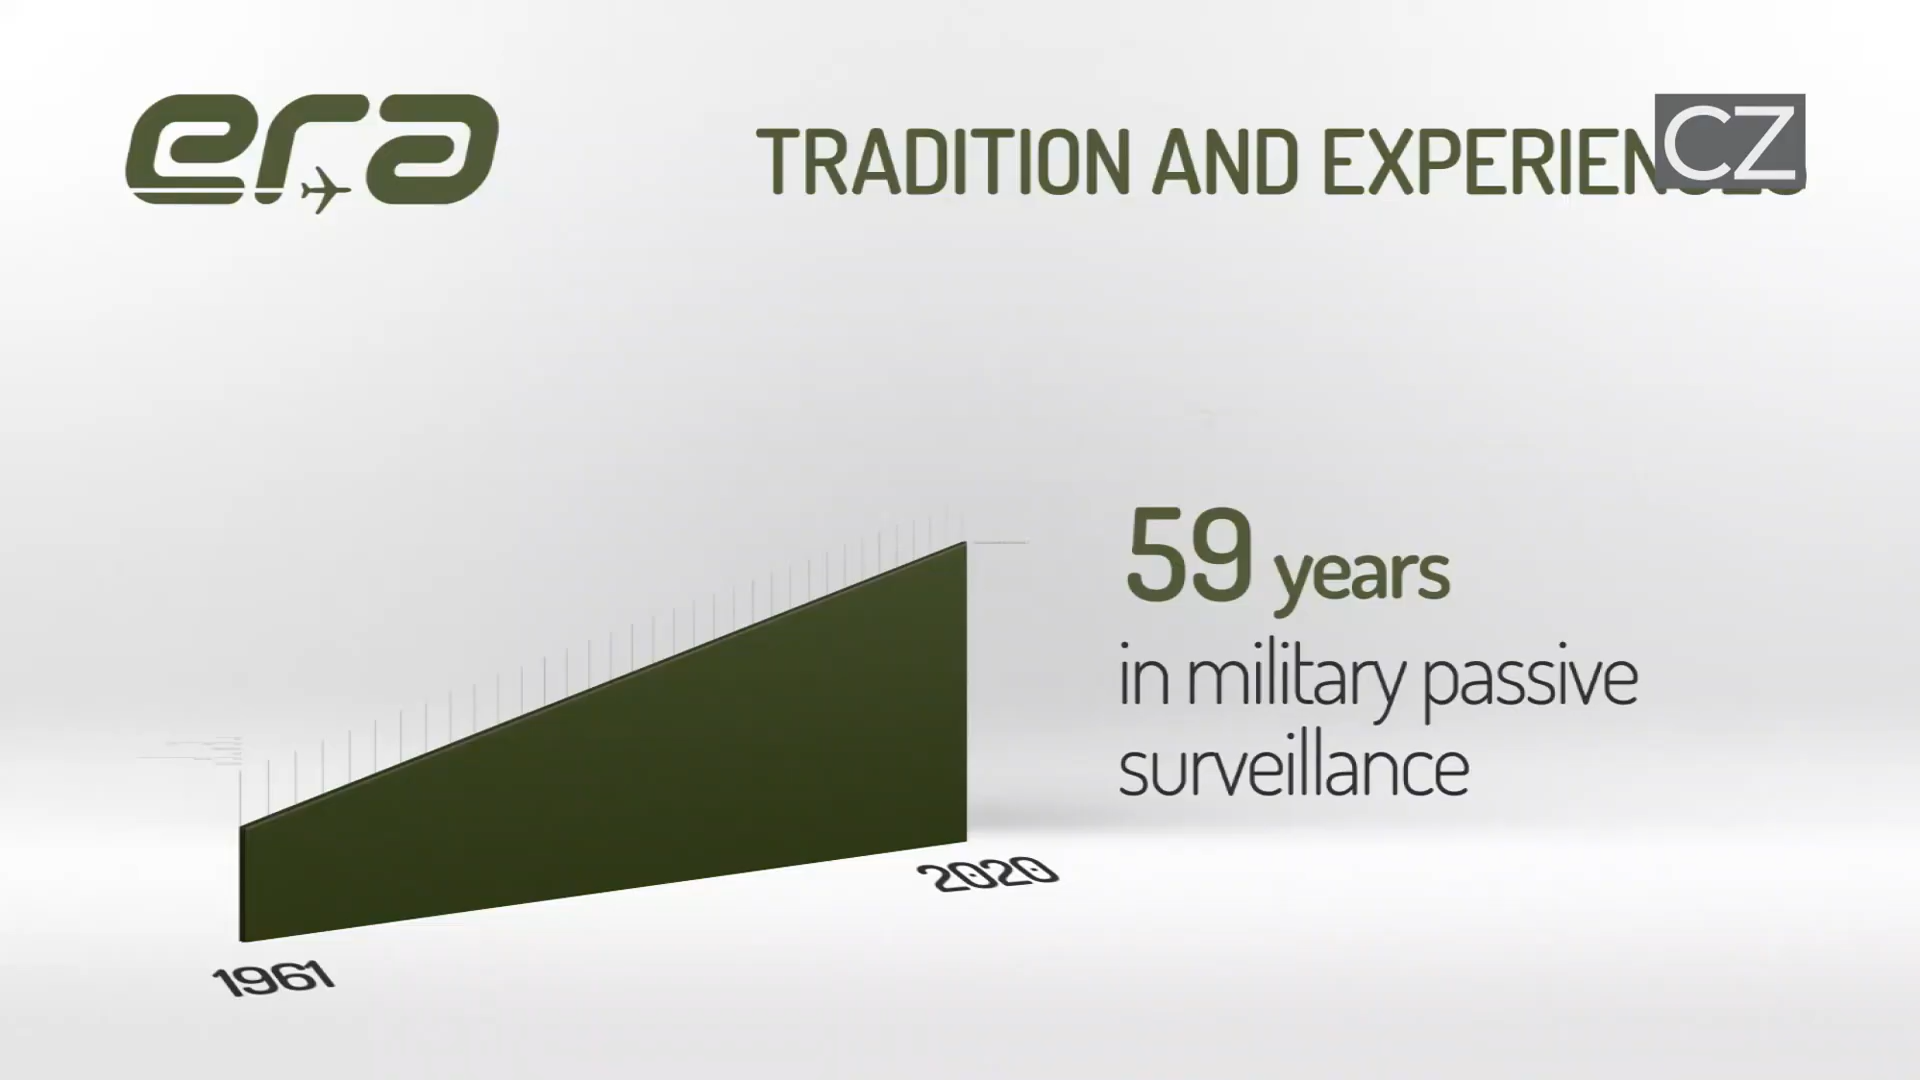 era
TRADITION AND EXPERIEN
CZ
59 years
in military passive
surveillance
2020
1961